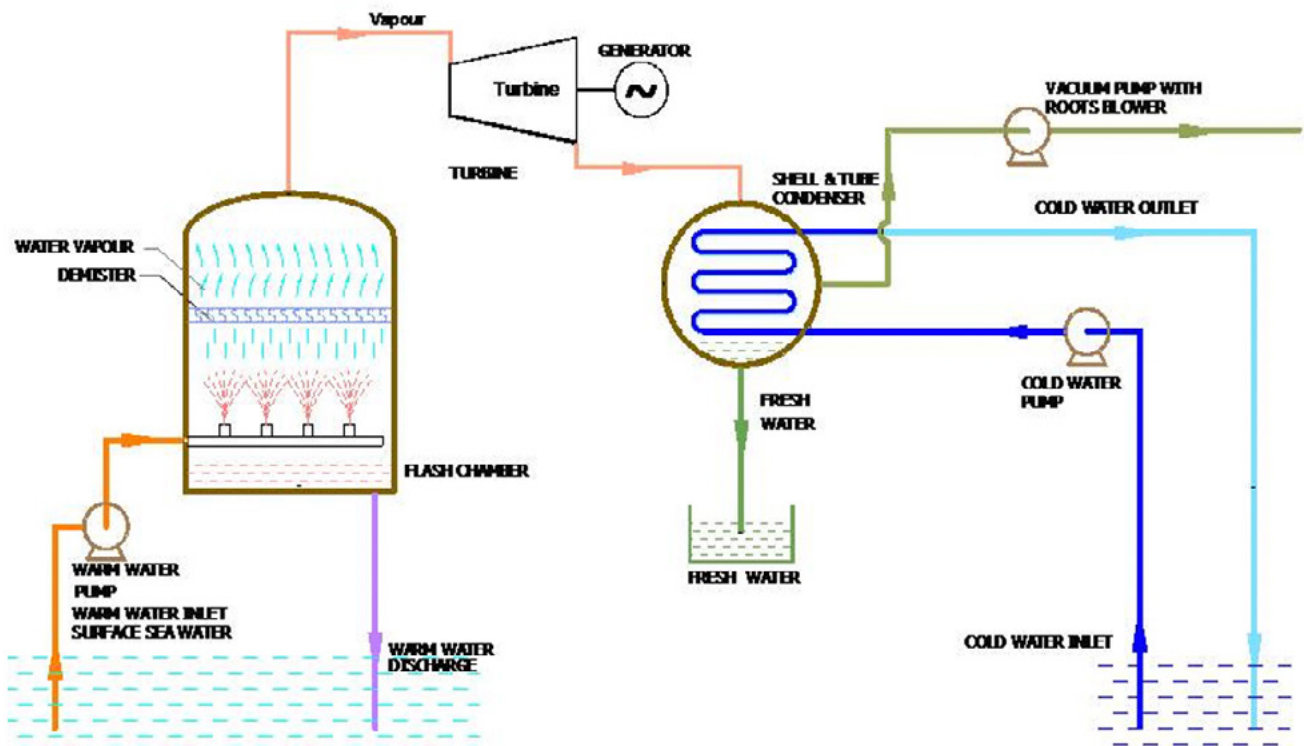 Vapour
GENERATOR
Turbine
VACUUM PUMP WITH
ROOTS BLOWER
TURBINE
SHELL & TUBE
CONDENSER
COLD WATER OUTLET
WATER VAPOUR
DEMISTER
COLD WATER
PUMP
FRESH
WATER
FLASH CHAMBER
WARM WATER
PUMP
FRESH WATER
WARM WATER INLET
SURFACE SEA WATER
WARM WATER
DISCHARGE
COLD WATER INLET